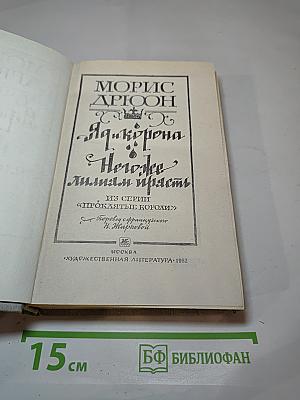 МОРИС
ДРЮОН
Яд и корона
Негоже
лилиям прясть
ИЗ СЕРИИ
«ПРОКЛЯТЫЕ КОРОЛИ»
Перевод с французского
Н. Жарковой
МОСКВА
«ХУДОЖЕСТВЕННАЯ ЛИТЕРАТУРА» 1982
15 см
БФ БИБЛИОФАН